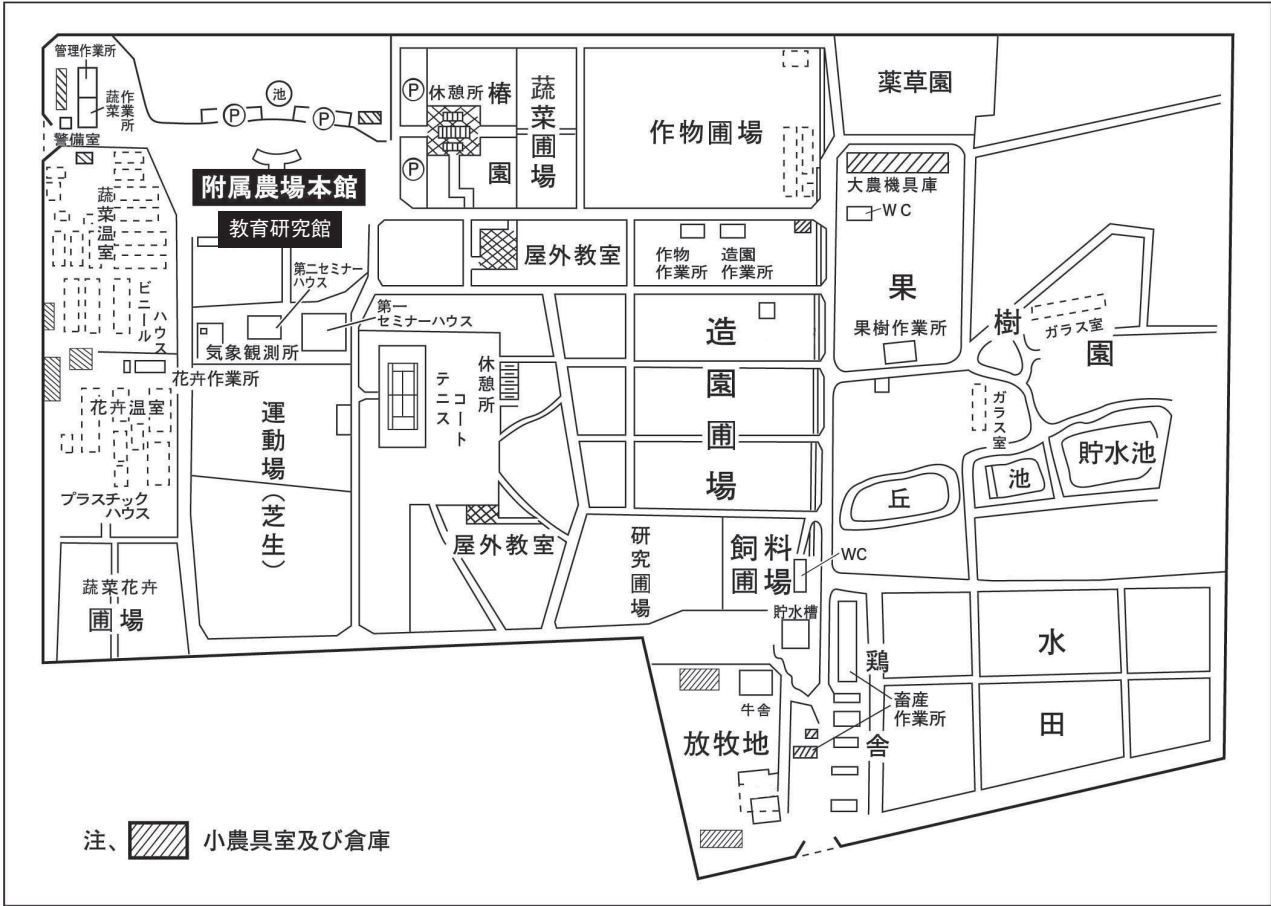 管理作業所
蔬菜作業所
警備室
池
P
P
P
P
休憩所
椿園
蔬菜圃場
作物圃場
薬草園
大農機具庫
WC
附属農場本館
教育研究館
蔬菜温室
ビニールハウス
第二セミナー
ハウス
第一
セミナーハウス
気象観測所
屋外教室
作物
作業所
造園
作業所
果樹園
果樹作業所
ガラス室
ガラス室
造園圃場
花卉作業所
花卉温室
運動場(芝生)
テニス
コート
休憩所
貯水池
池
丘
プラスチック
ハウス
屋外教室
研究圃場
飼料
圃場
WC
蔬菜花卉
圃場
貯水槽
鶏舎
水田
畜産
作業所
牛舎
放牧地
注、 小農具室及び倉庫